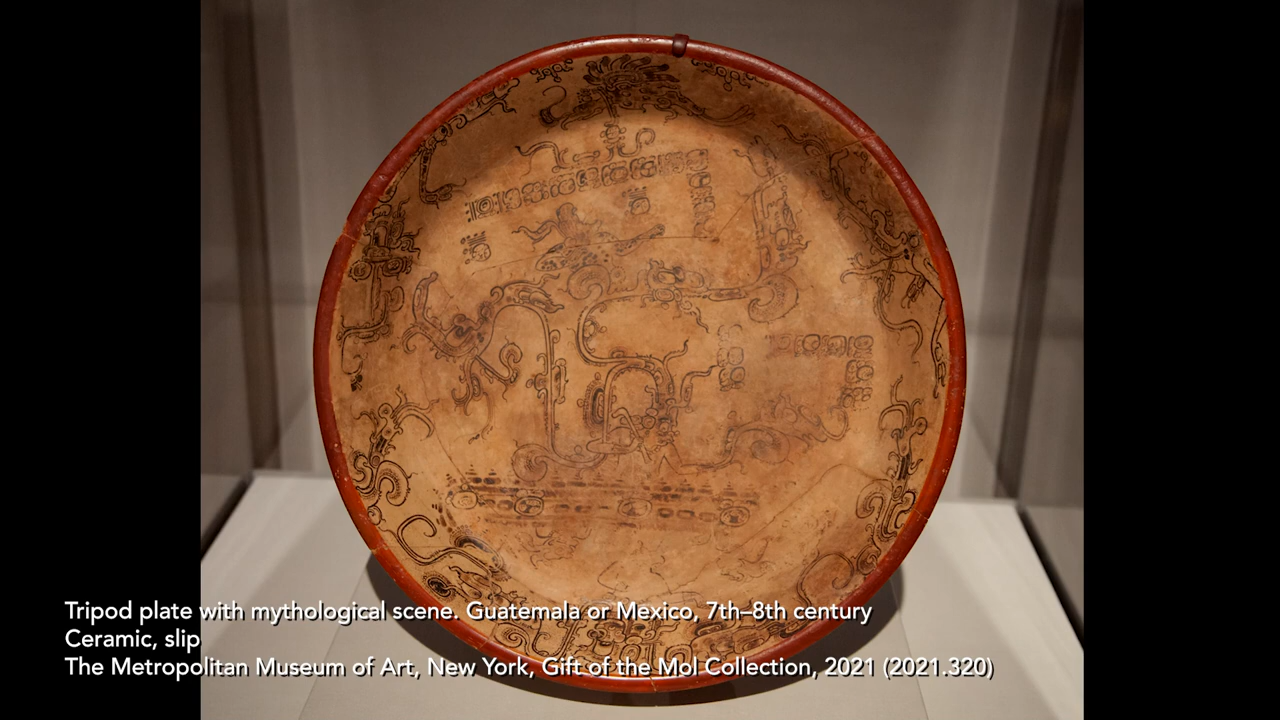 Tripod plate with mythological scene. Guatemala or Mexico, 7th–8th century
Ceramic, slip
The Metropolitan Museum of Art, New York, Gift of the Mol Collection, 2021 (2021.320)